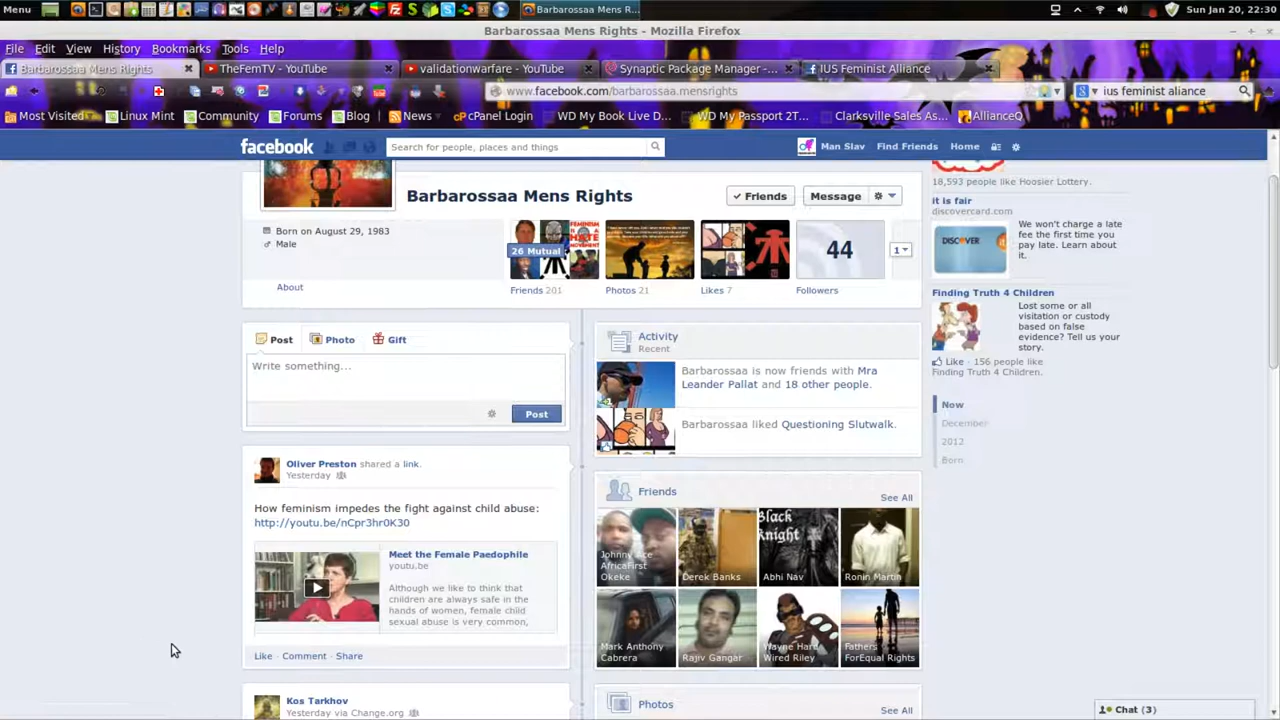 Menu
Barbarossaa Mens R...
Sun Jan 20, 22:30
Barbarossaa Mens Rights - Mozilla Firefox
File Edit View History Bookmarks Tools Help
Barbarossaa Mens Rights
TheFemTV - YouTube
validationwarfare - YouTube
Synaptic Package Manager -...
IUS Feminist Alliance
www.facebook.com/barbarossaa.mensrights
ius feminist aliance
Most Visited
Linux Mint
Community
Forums
Blog
News
cPanel Login
WD My Book Live D...
WD My Passport 2T...
Clarksville Sales As...
AllianceQ
facebook
Search for people, places and things
Man Slav
Find Friends
Home
Barbarossaa Mens Rights
Friends
Message
Born on August 29, 1983
Male
About
26 Mutual
Friends 201
Photos 21
Likes 7
44
Followers
1
Post
Photo
Gift
Write something...
Post
Oliver Preston shared a link.
Yesterday
How feminism impedes the fight against child abuse:
http://youtu.be/nCpr3hr0K30
Meet the Female Paedophile
youtu.be
Although we like to think that
children are always safe in the
hands of women, female child
sexual abuse is very common,
Like · Comment · Share
Kos Tarkhov
Yesterday via Change.org
Activity
Recent
Barbarossaa is now friends with Mra
Leander Pallat and 18 other people.
Barbarossaa liked Questioning Slutwalk.
Friends
See All
Johnny Ace
AfricaFirst
Okeke
Derek Banks
Black
Knight
Abhi Nav
Ronin Martin
Mark Anthony
Cabrera
Rajiv Gangar
Wayne Hard
Wired Riley
Fathers
ForEqual Rights
Photos
See All
18,593 people like Hoosier Lottery.
it is fair
discovercard.com
DISCOVER
We won't charge a late
fee the first time you
pay late. Learn about
it.
Finding Truth 4 Children
Lost some or all
visitation or custody
based on false
evidence? Tell us your
story.
Like · 156 people like
Finding Truth 4 Children.
Now
December
2012
Born
Chat (3)